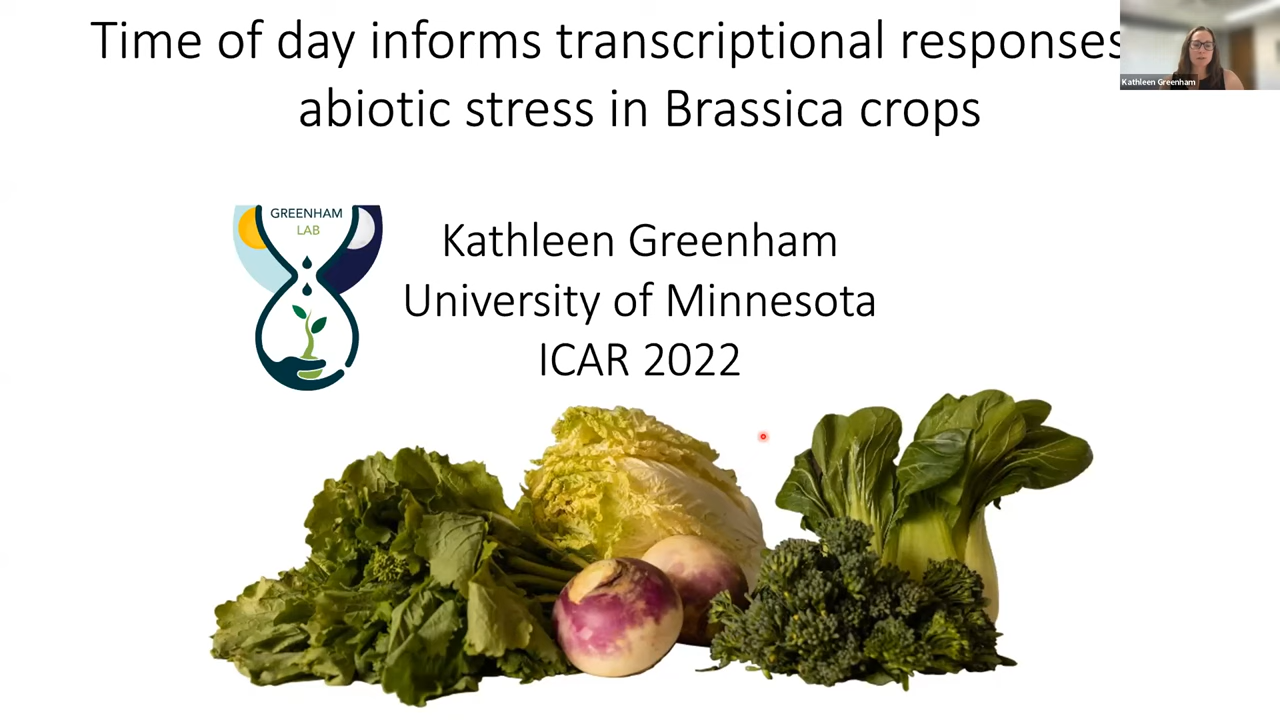 Time of day informs transcriptional responses
abiotic stress in Brassica crops
Kathleen Greenham
GREENHAM
LAB
Kathleen Greenham
University of Minnesota
ICAR 2022